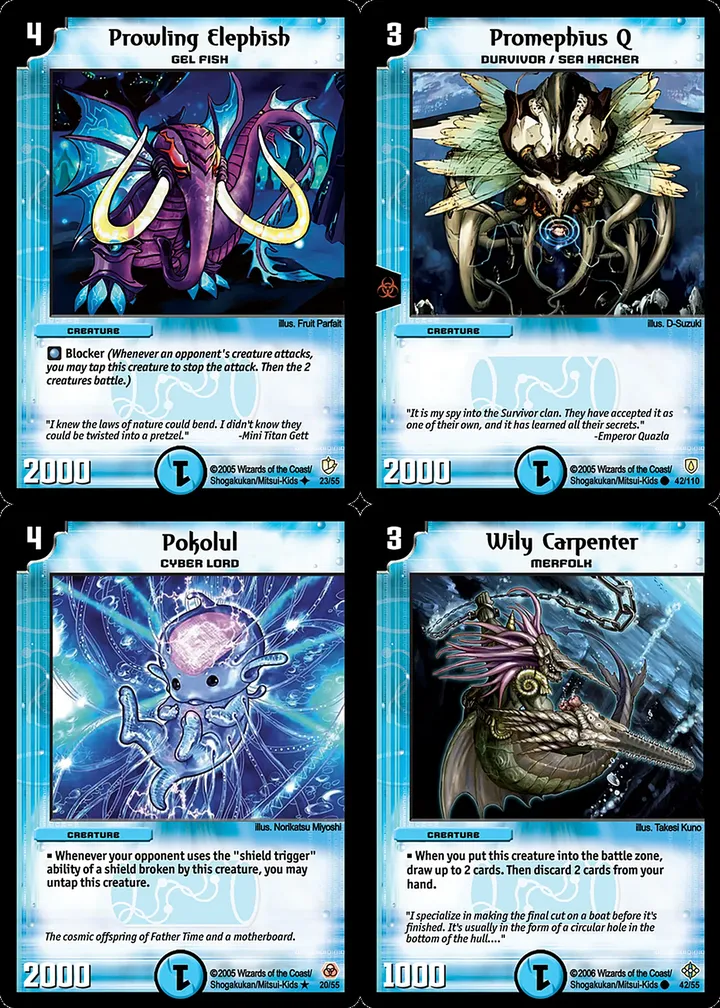 4
Prowling Elephish
GEL FISH
CREATURE
illus. Fruit Parfait
Blocker (Whenever an opponent's creature attacks,
you may tap this creature to stop the attack. Then the 2
creatures battle.)
"I knew the laws of nature could bend. I didn't know they
could be twisted into a pretzel." -Mini Titan Gett
2000
©2005 Wizards of the Coast/
Shogakukan/Mitsui-Kids ✦ 23/55
3
Promephius Q
SURVIVOR / SEA HACKER
CREATURE
illus. D-Suzuki
"It is my spy into the Survivor clan. They have accepted it as
one of their own, and it has learned all their secrets."
-Emperor Quazla
2000
©2005 Wizards of the Coast/
Shogakukan/Mitsui-Kids ● 42/110
4
Pokolul
CYBER LORD
CREATURE
illus. Norikatsu Miyoshi
▪ Whenever your opponent uses the "shield trigger"
ability of a shield broken by this creature, you may
untap this creature.
The cosmic offspring of Father Time and a motherboard.
2000
©2005 Wizards of the Coast/
Shogakukan/Mitsui-Kids ★ 20/55
3
Wily Carpenter
MERFOLK
CREATURE
illus. Takesi Kuno
▪ When you put this creature into the battle zone,
draw up to 2 cards. Then discard 2 cards from your
hand.
"I specialize in making the final cut on a boat before it's
finished. It's usually in the form of a circular hole in the
bottom of the hull...."
1000
©2006 Wizards of the Coast/
Shogakukan/Mitsui-Kids ● 42/55